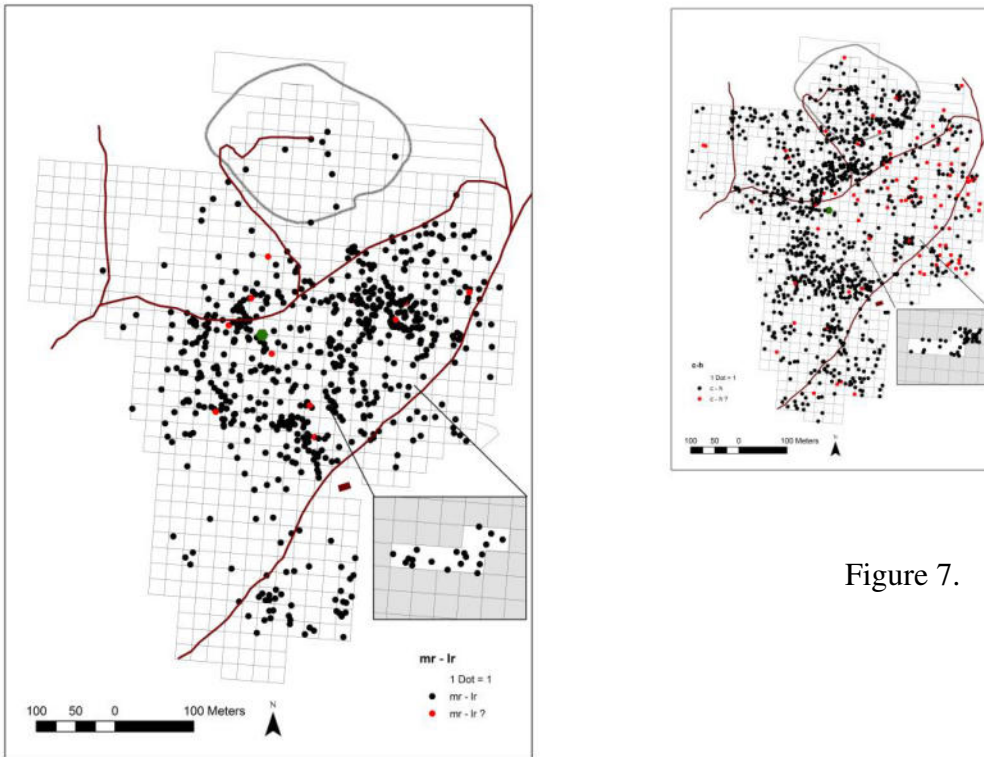 mr - lr
1 Dot = 1
mr - lr
mr - lr ?
100 50 0 100 Meters
N
c-h
1 Dot = 1
c - h
c - h ?
100 50 0 100 Meters
N
Figure 7.